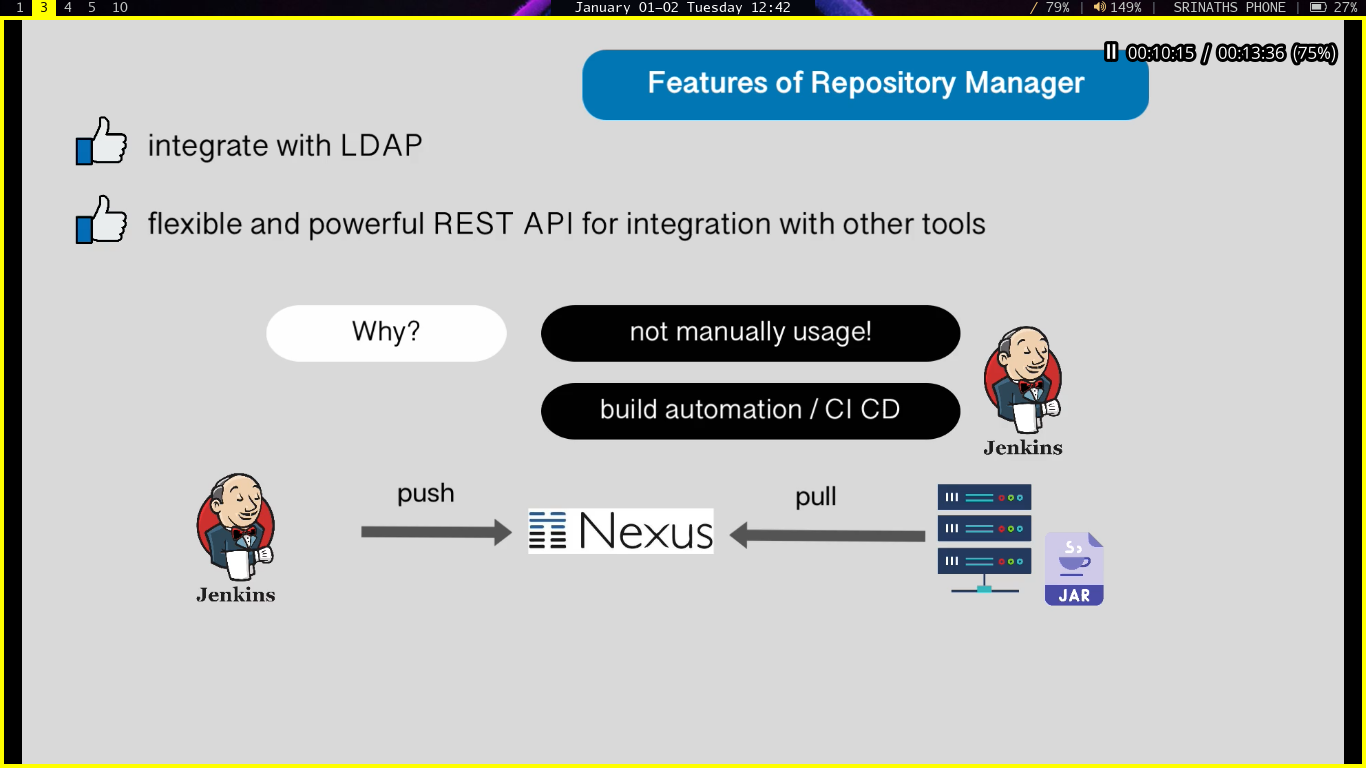 1 3 4 5 10 January 01—02 Tuesday 12:42 / 79% | 149% | SRINATHS PHONE | 27%
00:10:15 / 00:13:36 (75%)
Features of Repository Manager
integrate with LDAP
flexible and powerful REST API for integration with other tools
Why? not manually usage!
build automation / CI CD
Jenkins
push pull
Nexus
JAR
Jenkins